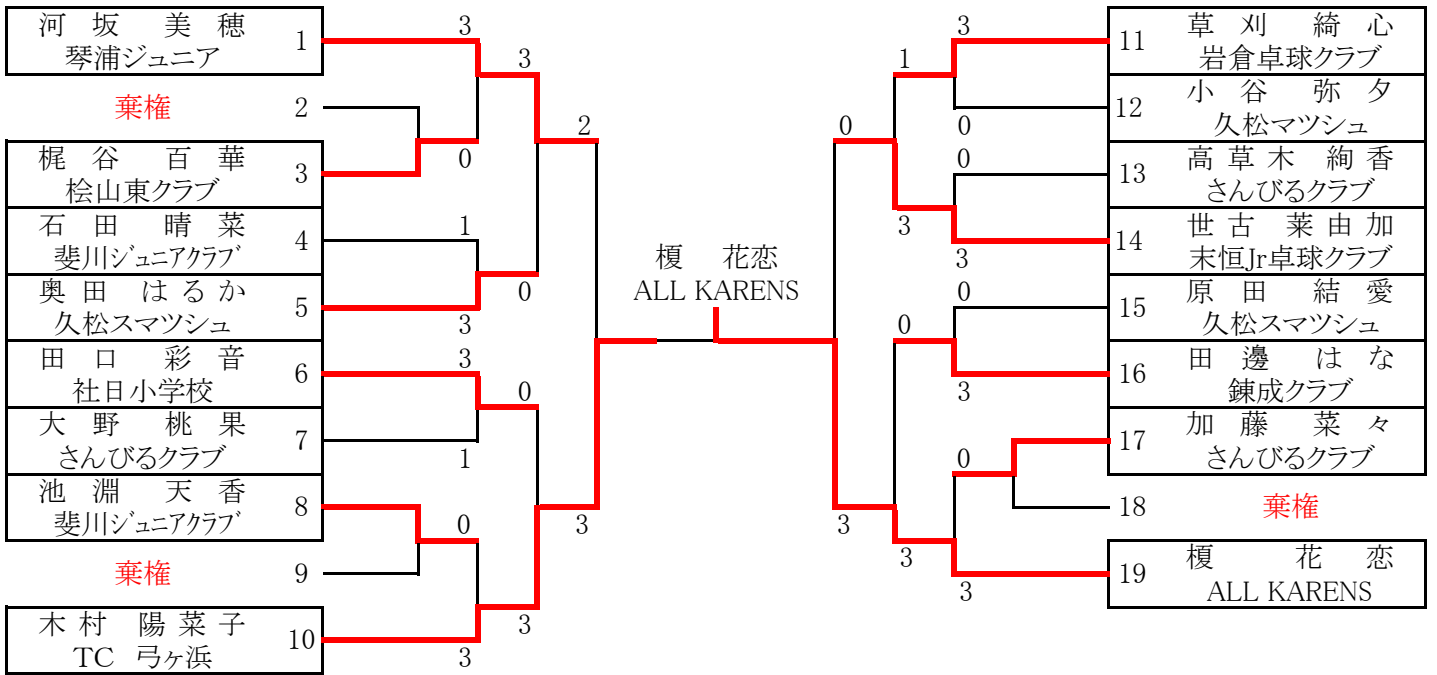 河坂 美穂
琴浦ジュニア
1
棄権
2
梶谷 百華
桧山東クラブ
3
石田 晴菜
斐川ジュニアクラブ
4
奥田 はるか
久松スマツシュ
5
田口 彩音
社日小学校
6
大野 桃果
さんびるクラブ
7
池淵 天香
斐川ジュニアクラブ
8
棄権
9
木村 陽菜子
TC 弓ヶ浜
10
3
0
1
3
3
1
0
3
3
0
0
3
2
3
榎 花恋
ALL KARENS
0
3
1
3
0
3
3
0
0
3
0
3
0
3
11
草刈 綺心
岩倉卓球クラブ
12
小谷 弥夕
久松マツシュ
13
高草木 絢香
さんびるクラブ
14
世古 菜由加
末恒Jr卓球クラブ
15
原田 結愛
久松スマツシュ
16
田邊 はな
錬成クラブ
17
加藤 菜々
さんびるクラブ
18
棄権
19
榎 花恋
ALL KARENS